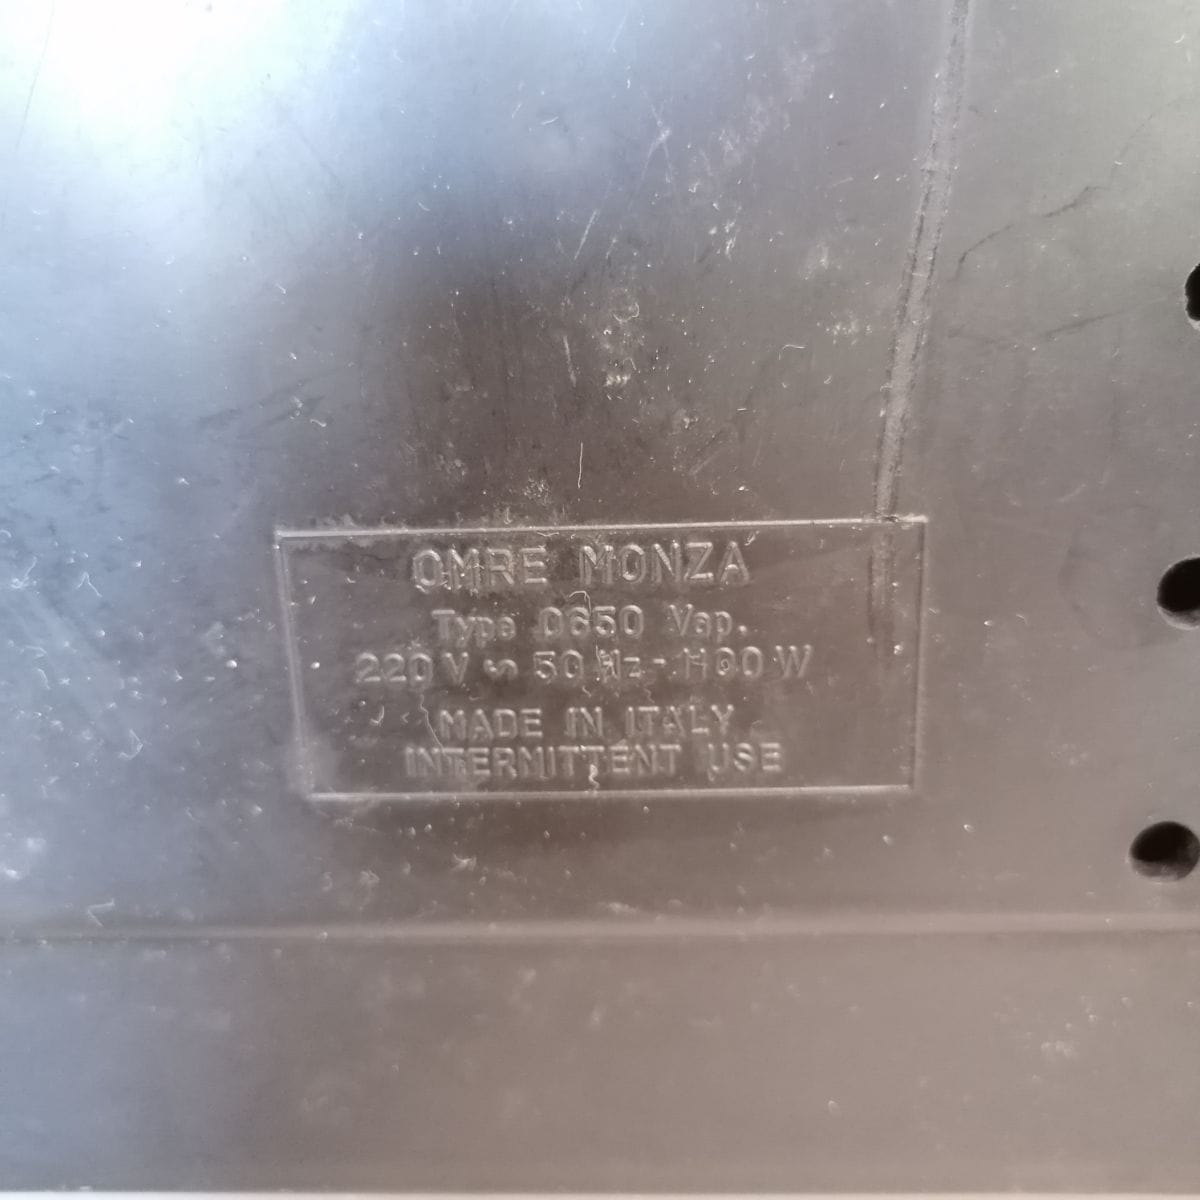 OMRE MONZA
Type 0650 Vap.
220 V ∿ 50 Hz - 1100 W
MADE IN ITALY
INTERMITTENT USE